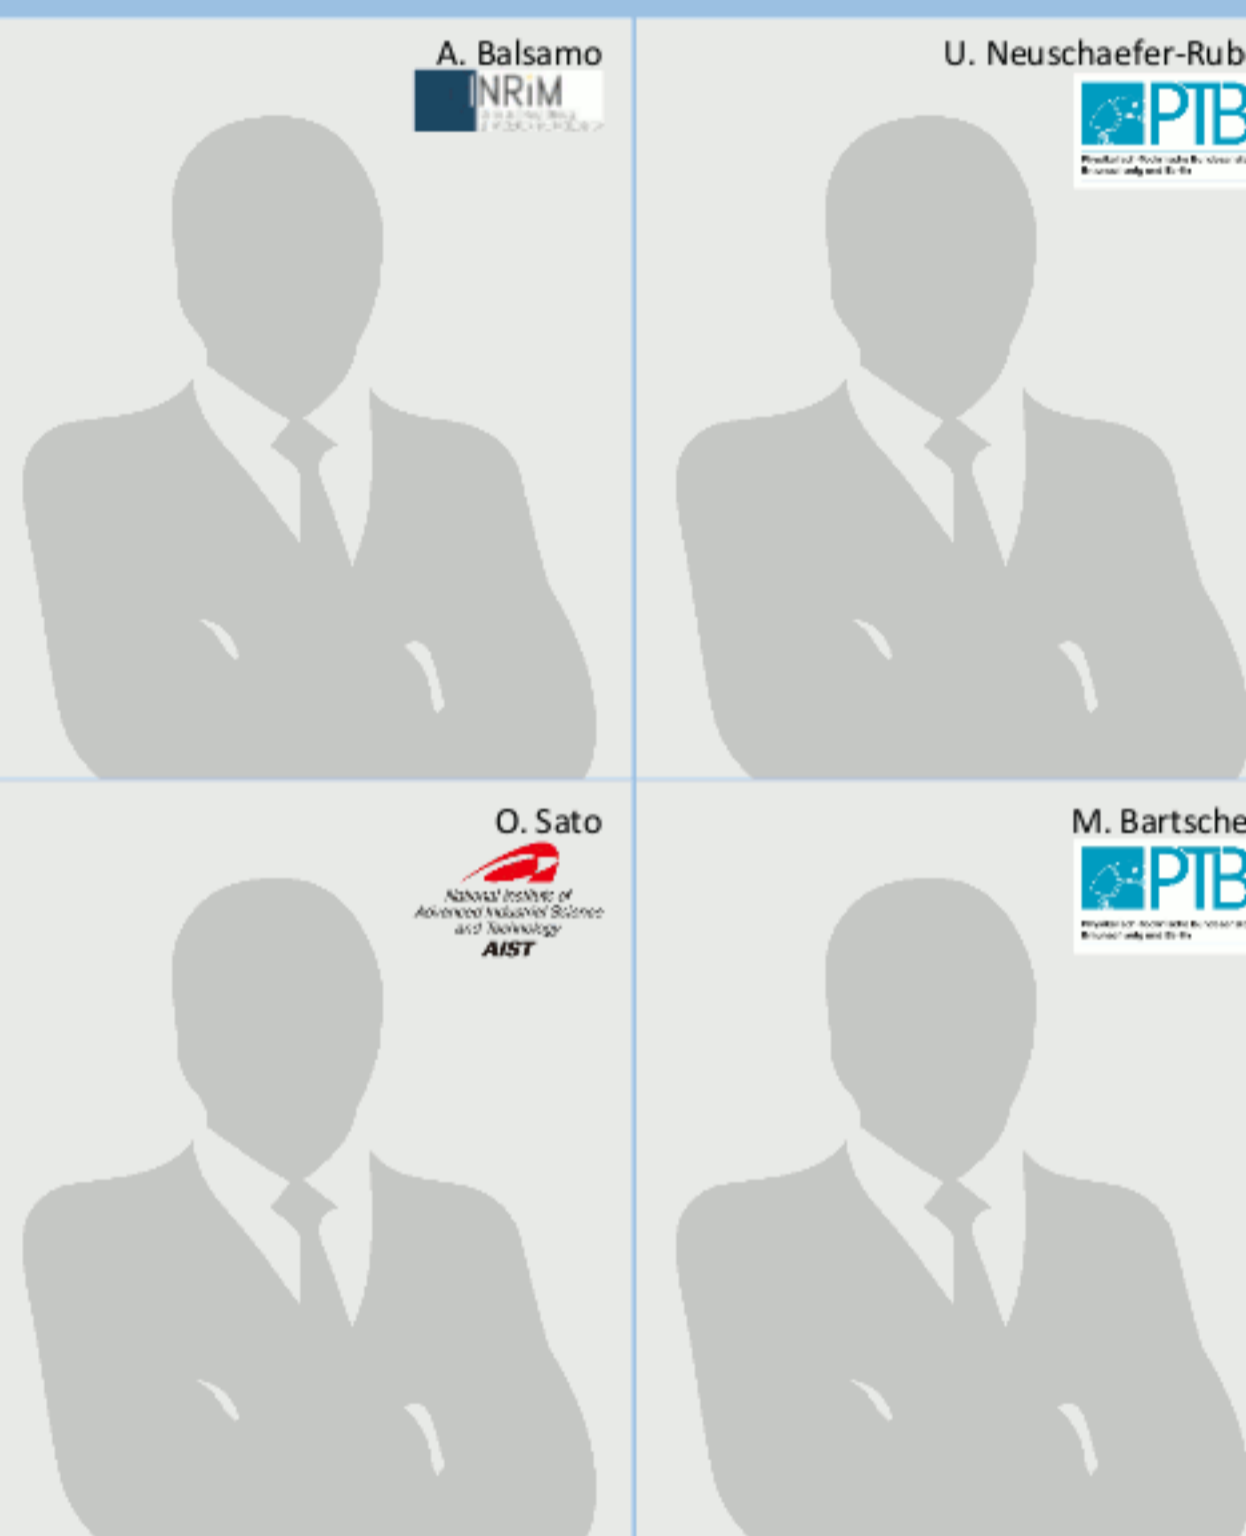 A. Balsamo
INRiM
U. Neuschaefer-Rub
PTB
O. Sato
National Institute of
Advanced Industrial Science
and Technology
AIST
M. Bartsche
PTB